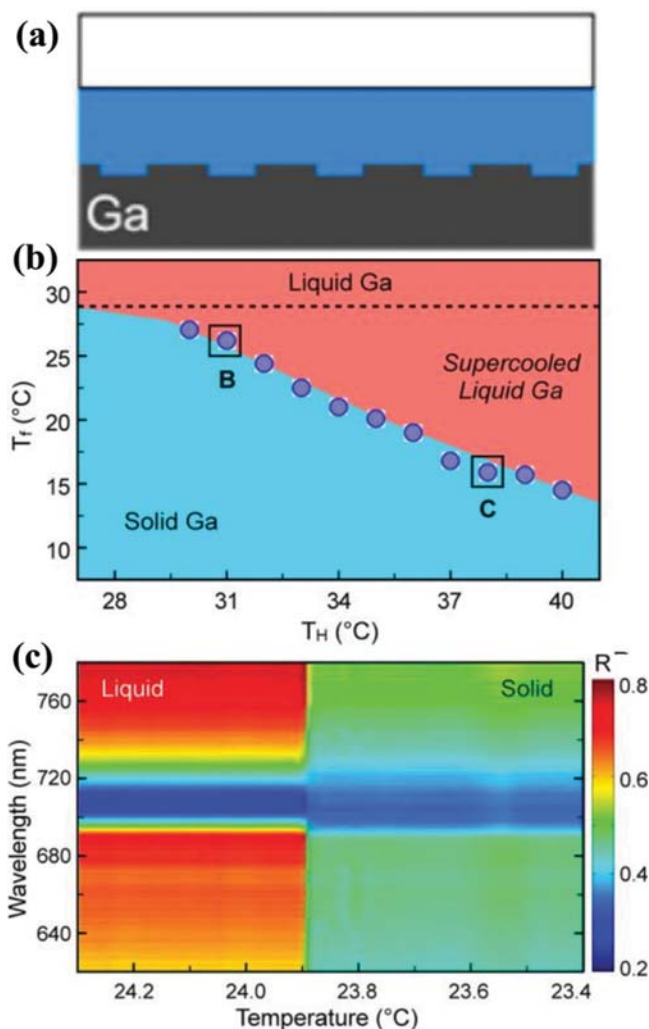 (a)
Ga
(b)
30
25
20
15
10
T_f (°C)
Liquid Ga
Supercooled
Liquid Ga
B
C
Solid Ga
28 31 34 37 40
T_H (°C)
(c)
Liquid Solid
760
720
680
640
Wavelength (nm)
24.2 24.0 23.8 23.6 23.4
Temperature (°C)
R
0.8
0.6
0.4
0.2